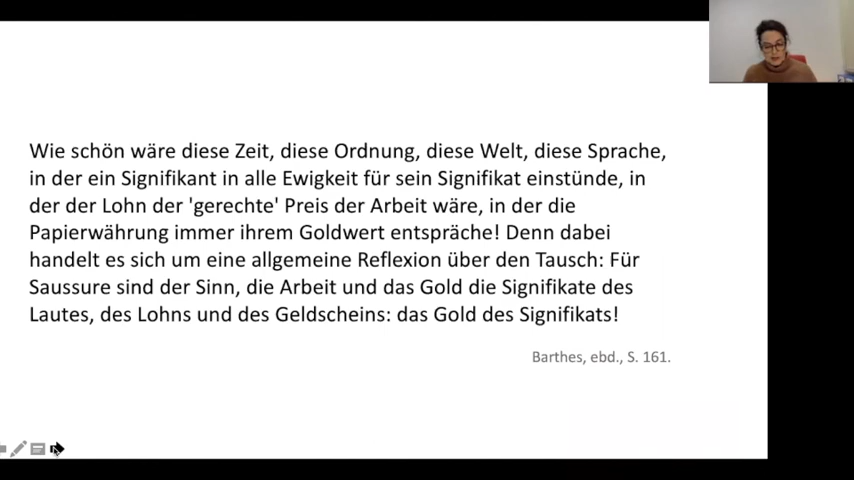 Wie schön wäre diese Zeit, diese Ordnung, diese Welt, diese Sprache,
in der ein Signifikant in alle Ewigkeit für sein Signifikat einstünde, in
der der Lohn der 'gerechte' Preis der Arbeit wäre, in der die
Papierwährung immer ihrem Goldwert entspräche! Denn dabei
handelt es sich um eine allgemeine Reflexion über den Tausch: Für
Saussure sind der Sinn, die Arbeit und das Gold die Signifikate des
Lautes, des Lohns und des Geldscheins: das Gold des Signifikats!
Barthes, ebd., S. 161.